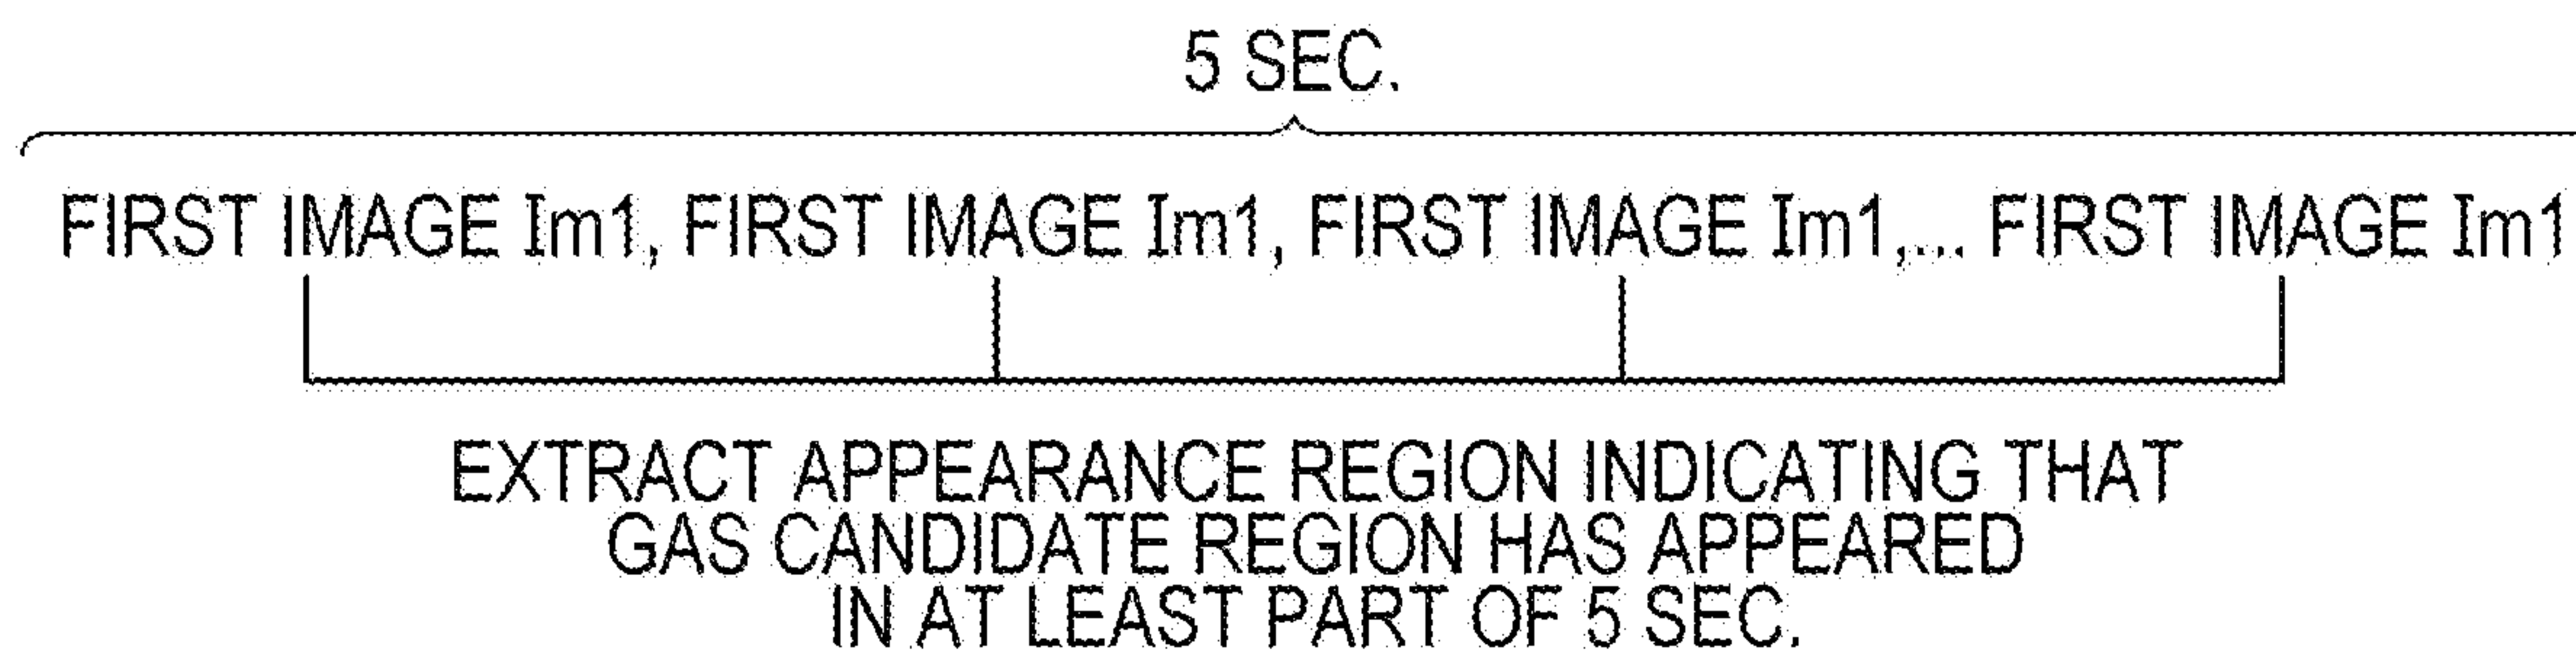 5 SEC.
FIRST IMAGE Im1, FIRST IMAGE Im1, FIRST IMAGE Im1,... FIRST IMAGE Im1
EXTRACT APPEARANCE REGION INDICATING THAT
GAS CANDIDATE REGION HAS APPEARED
IN AT LEAST PART OF 5 SEC.